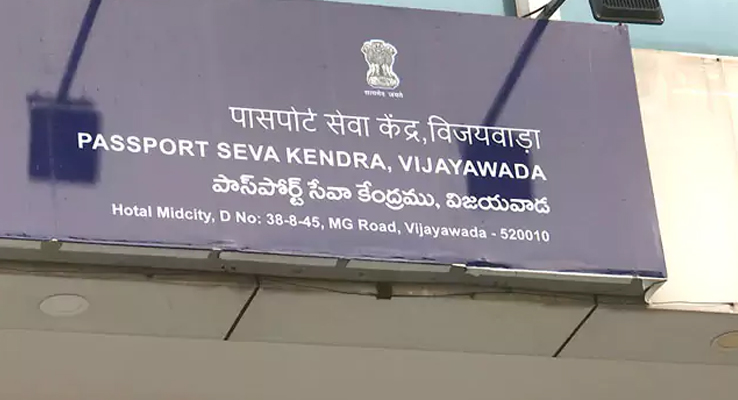 सत्यमेव जयते
पासपोर्ट सेवा केंद्र,विजयवाड़ा
PASSPORT SEVA KENDRA, VIJAYAWADA
పాస్‌పోర్ట్ సేవా కేంద్రము, విజయవాడ
Hotal Midcity, D No: 38-8-45, MG Road, Vijayawada - 520010